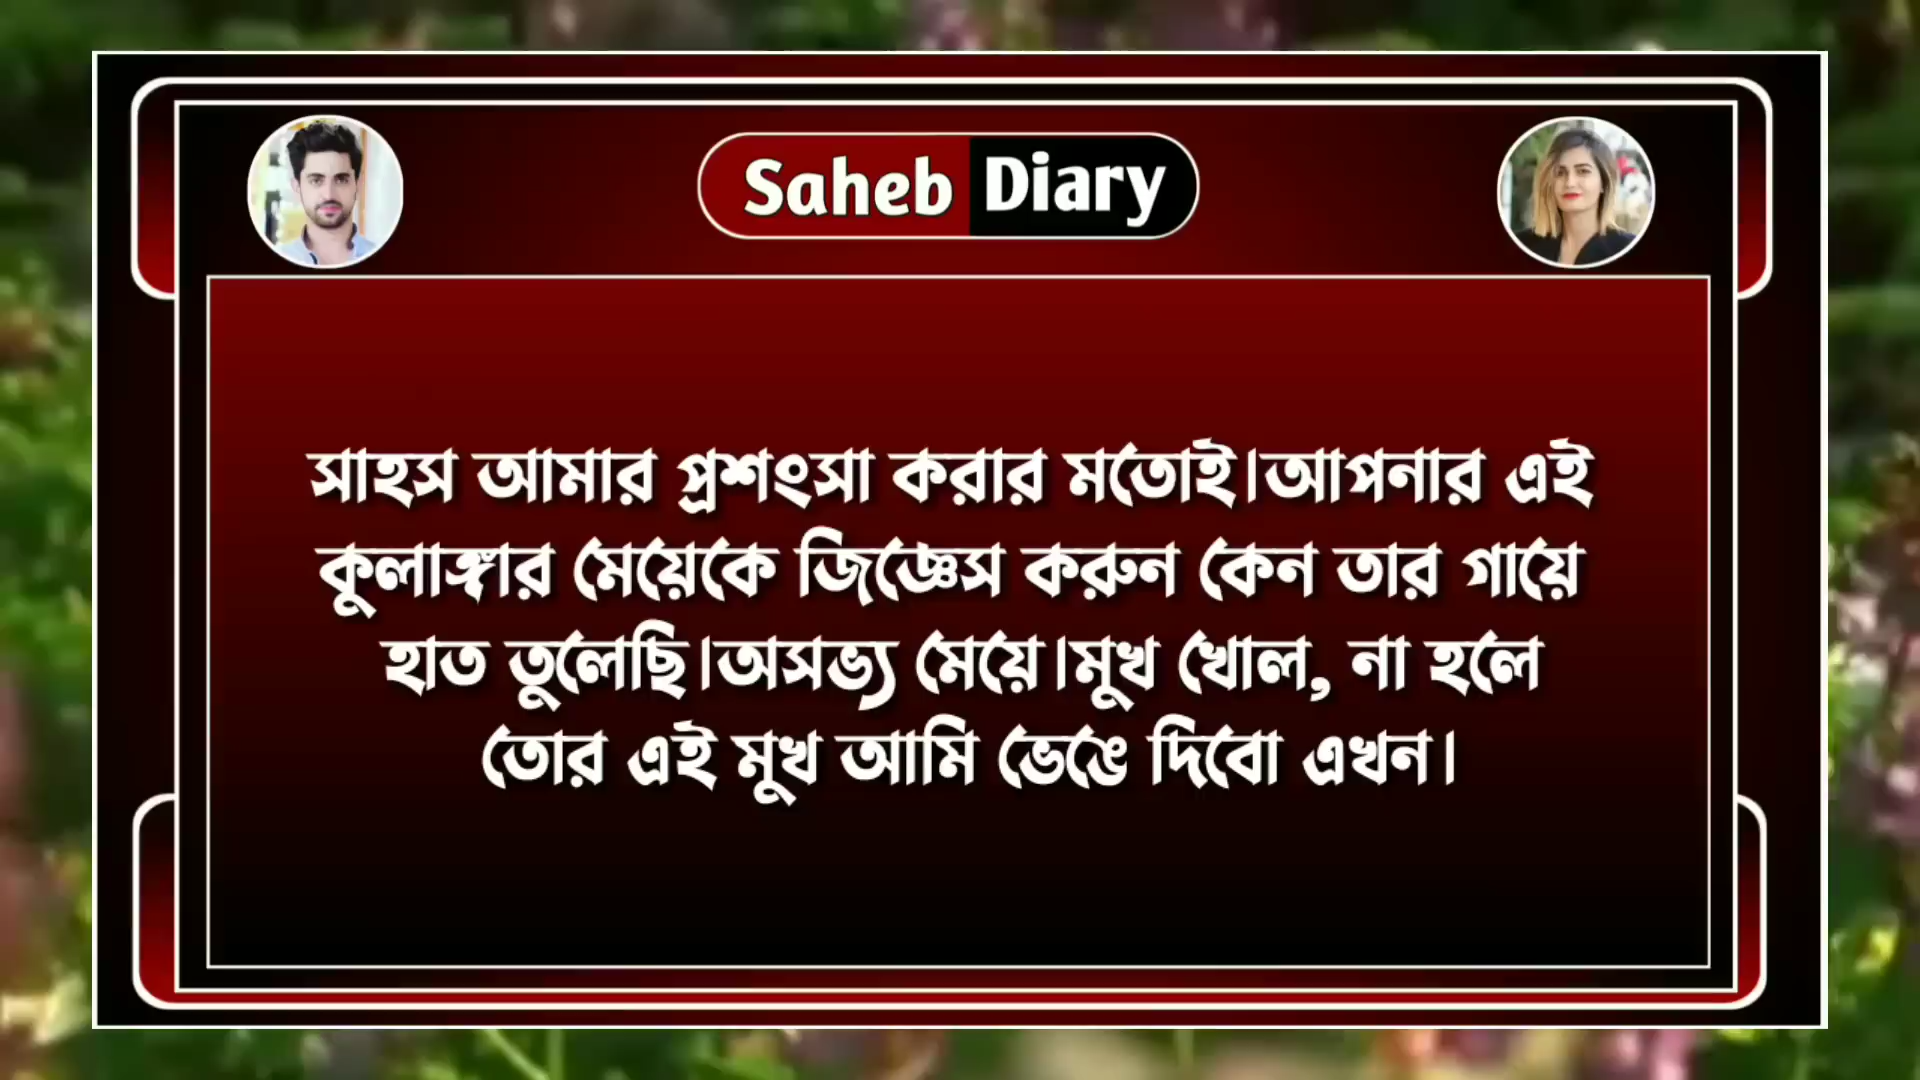 Saheb Diary
সাহস আমার প্রশংসা করার মতোই।আপনার এই
কুলাঙ্গার মেয়েকে জিজ্ঞেস করুন কেন তার গায়ে
হাত তুলেছি।অসভ্য মেয়ে।মুখ খোল, না হলে
তোর এই মুখ আমি ভেঙে দিবো এখন।